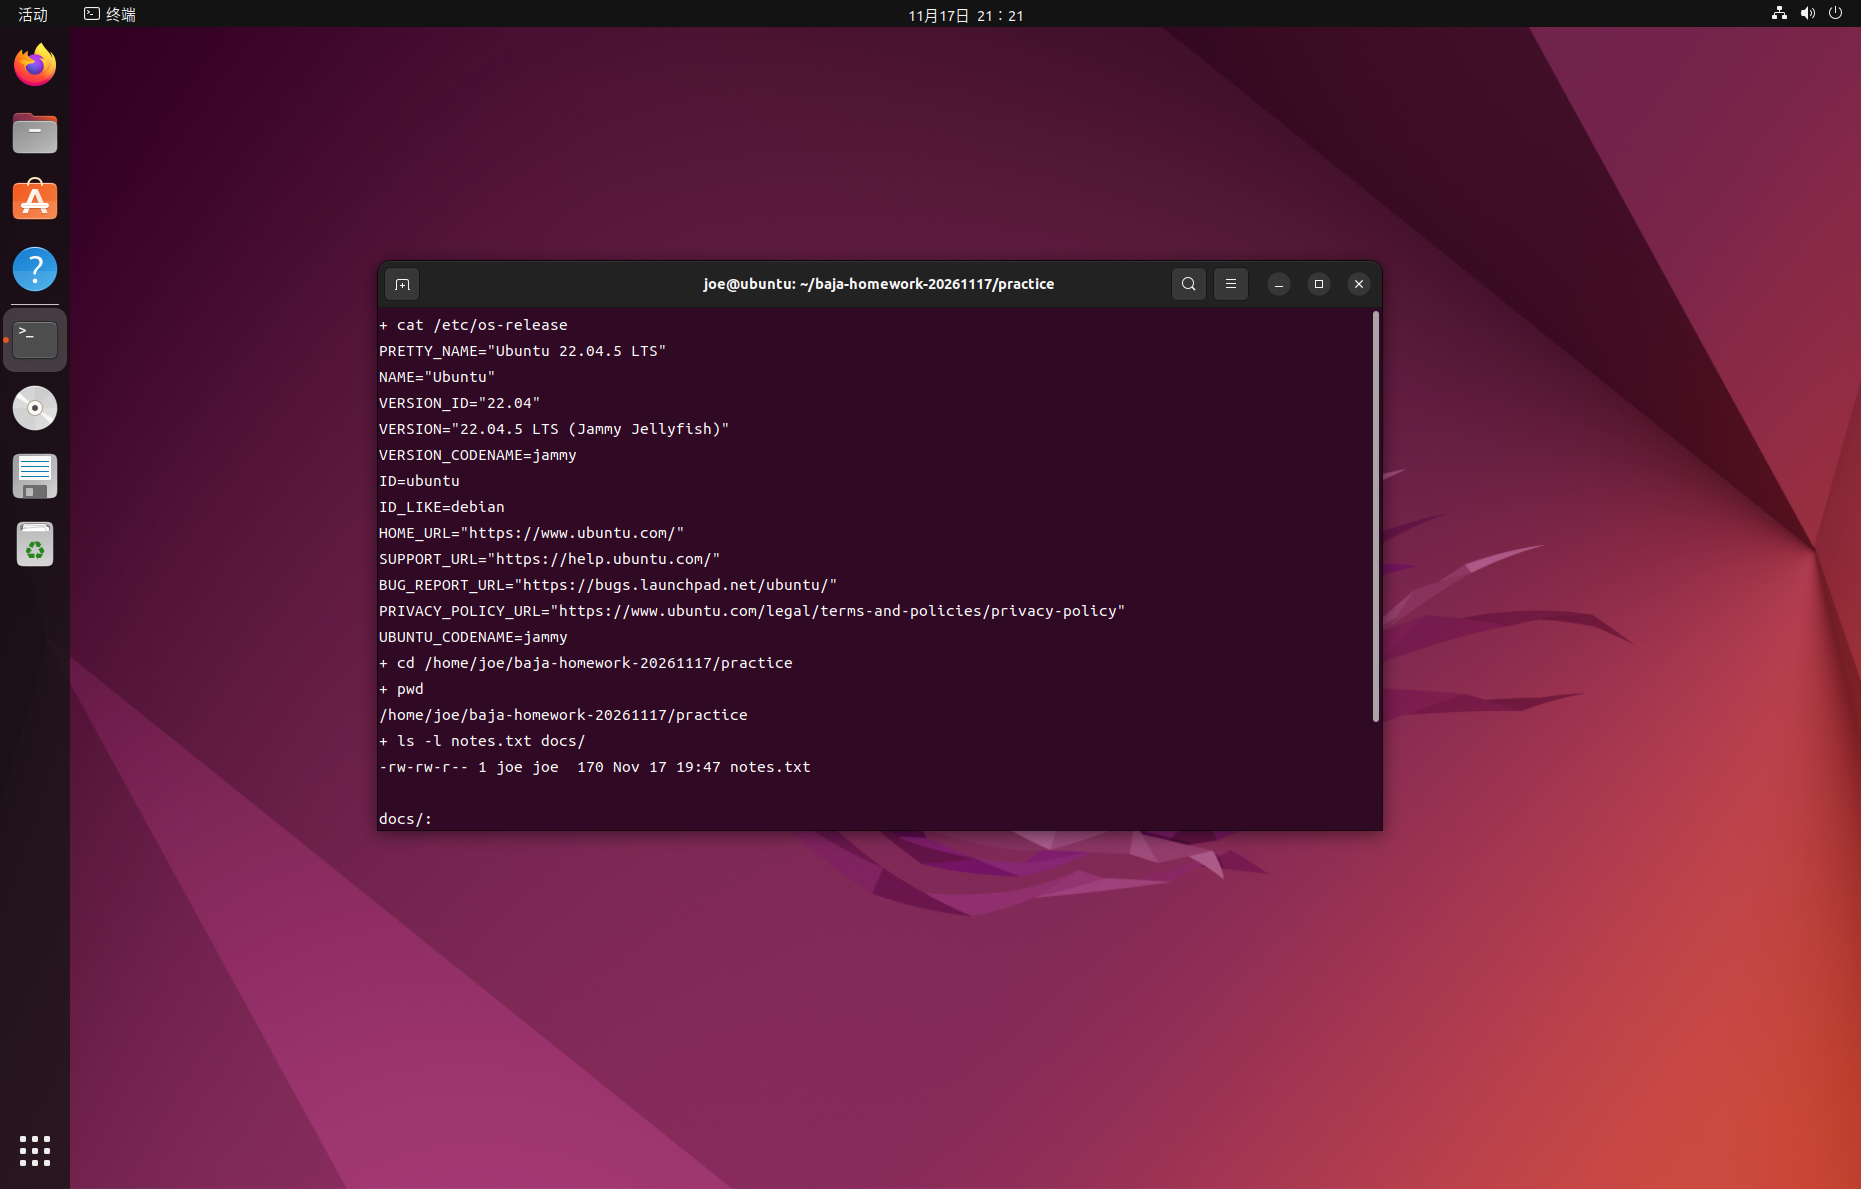 活动 终端 11月17日 21：21
joe@ubuntu: ~/baja-homework-20261117/practice
+ cat /etc/os-release
PRETTY_NAME="Ubuntu 22.04.5 LTS"
NAME="Ubuntu"
VERSION_ID="22.04"
VERSION="22.04.5 LTS (Jammy Jellyfish)"
VERSION_CODENAME=jammy
ID=ubuntu
ID_LIKE=debian
HOME_URL="https://www.ubuntu.com/"
SUPPORT_URL="https://help.ubuntu.com/"
BUG_REPORT_URL="https://bugs.launchpad.net/ubuntu/"
PRIVACY_POLICY_URL="https://www.ubuntu.com/legal/terms-and-policies/privacy-policy"
UBUNTU_CODENAME=jammy
+ cd /home/joe/baja-homework-20261117/practice
+ pwd
/home/joe/baja-homework-20261117/practice
+ ls -l notes.txt docs/
-rw-rw-r-- 1 joe joe  170 Nov 17 19:47 notes.txt
docs/: